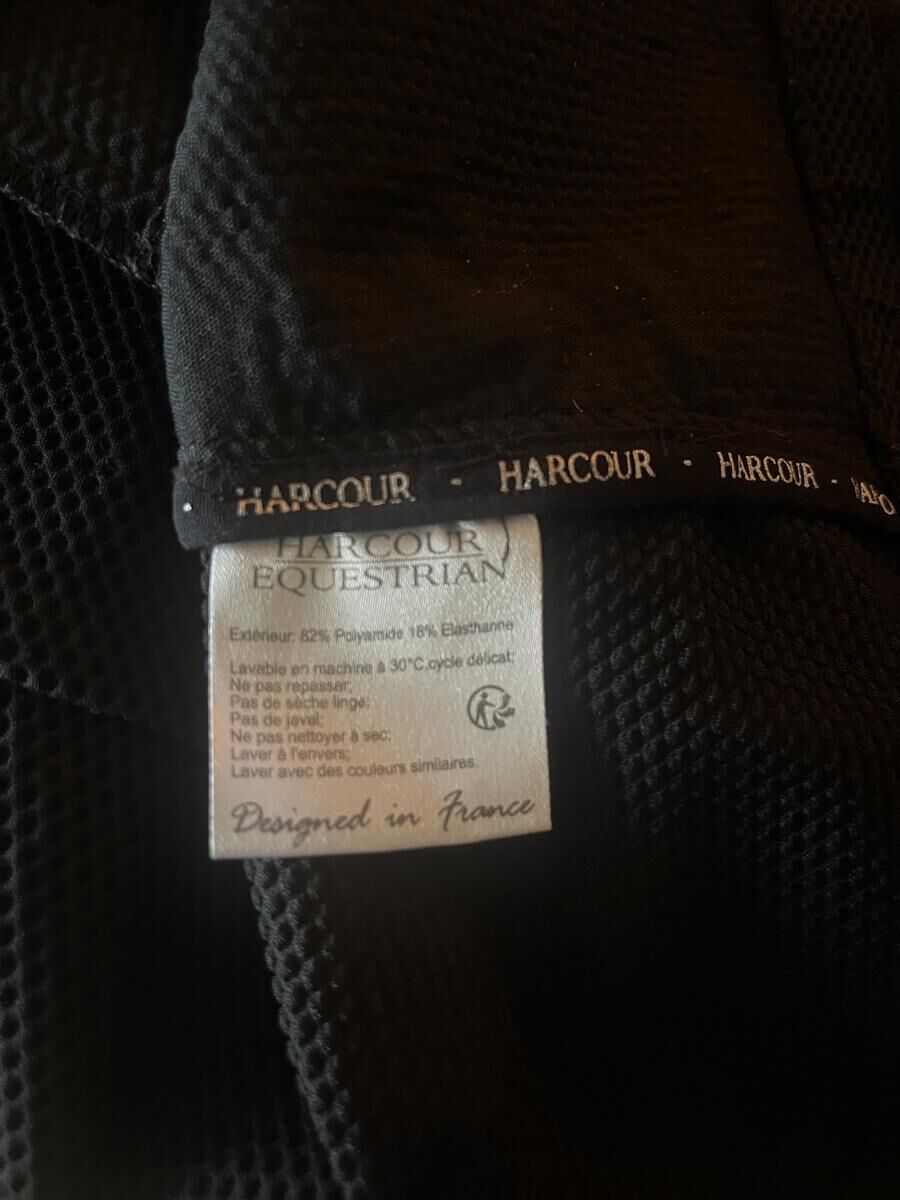 HARCOUR - HARCOUR - HARCOUR -
HARCOUR
EQUESTRIAN
Extérieur: 82% Polyamide 18% Elasthanne
Lavable en machine à 30°C,cycle délicat;
Ne pas repasser;
Pas de sèche linge;
Pas de javel;
Ne pas nettoyer à sec;
Laver à l'envers;
Laver avec des couleurs similaires.
Designed in France